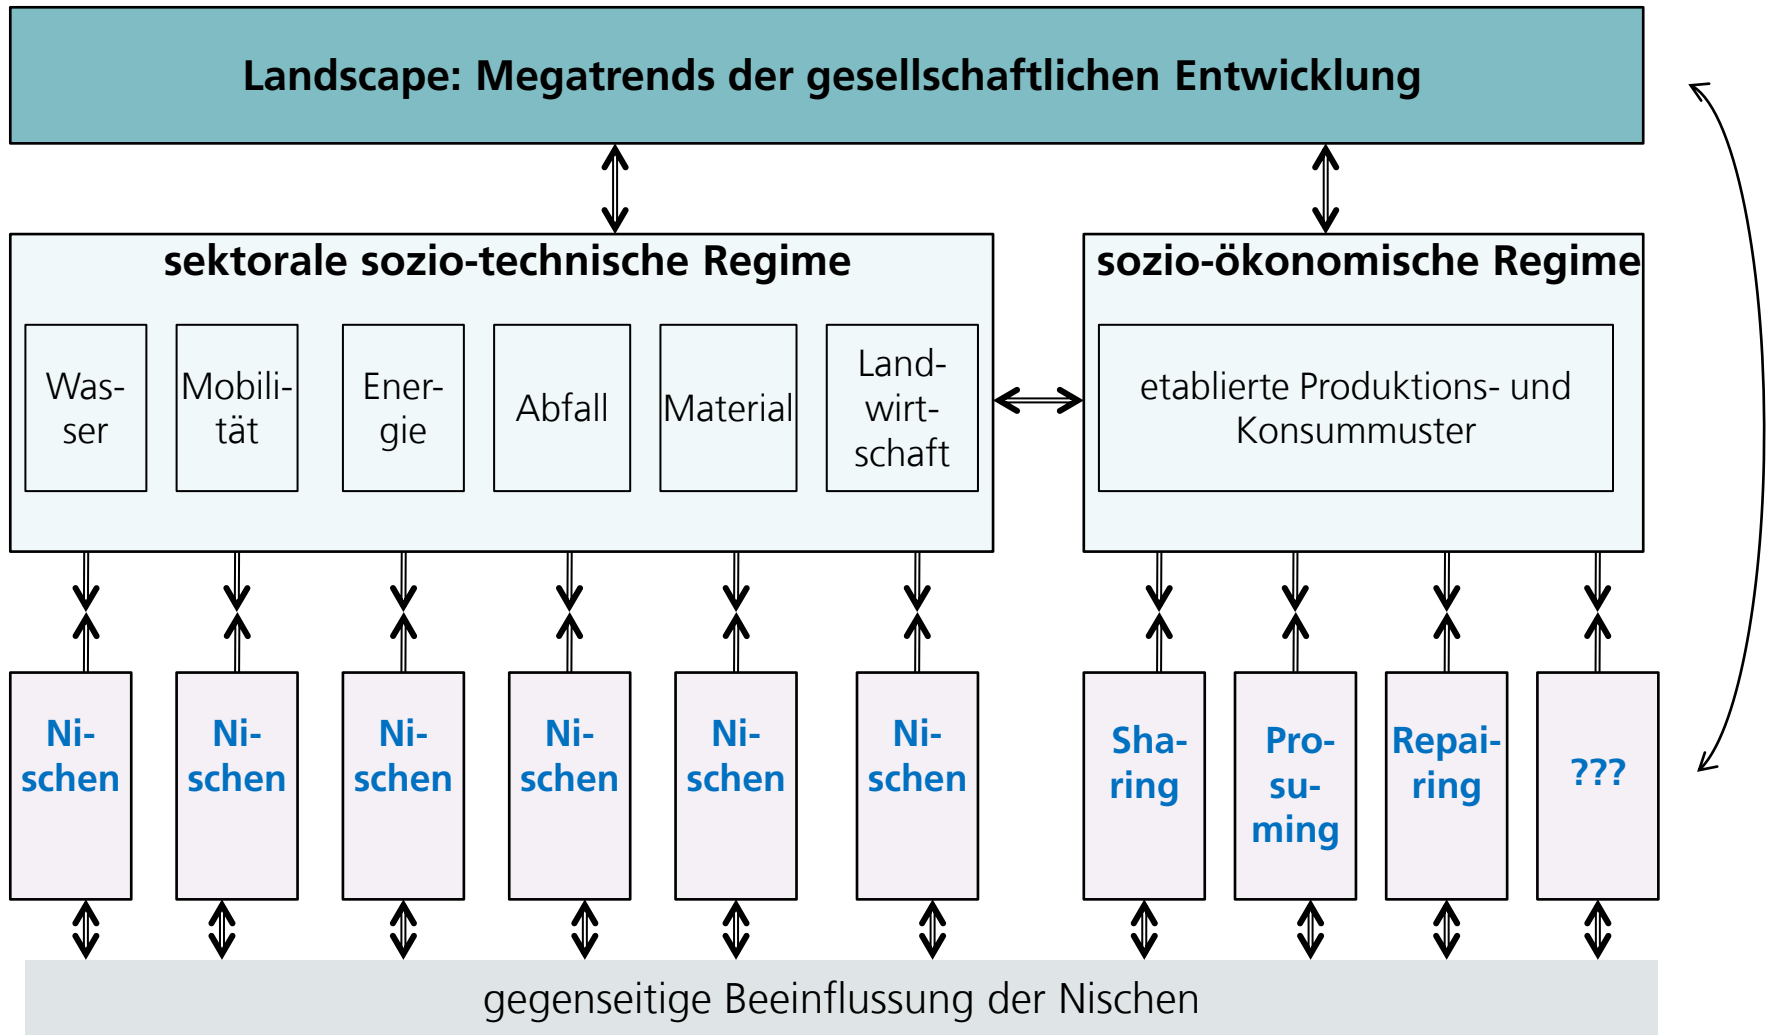 Landscape: Megatrends der gesellschaftlichen Entwicklung
sektorale sozio-technische Regime
Was-
ser
Mobili-
tät
Ener-
gie
Abfall
Material
Land-
wirt-
schaft
sozio-ökonomische Regime
etablierte Produktions- und
Konsummuster
Ni-
schen
Ni-
schen
Ni-
schen
Ni-
schen
Ni-
schen
Ni-
schen
Sha-
ring
Pro-
su-
ming
Repai-
ring
???
gegenseitige Beeinflussung der Nischen